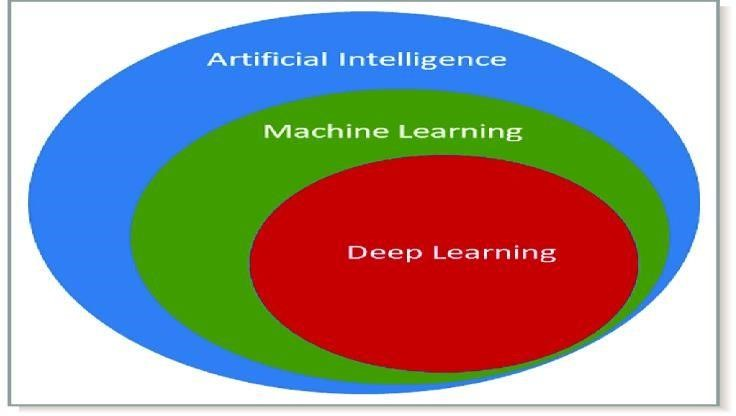 Artificial Intelligence
Machine Learning
Deep Learning